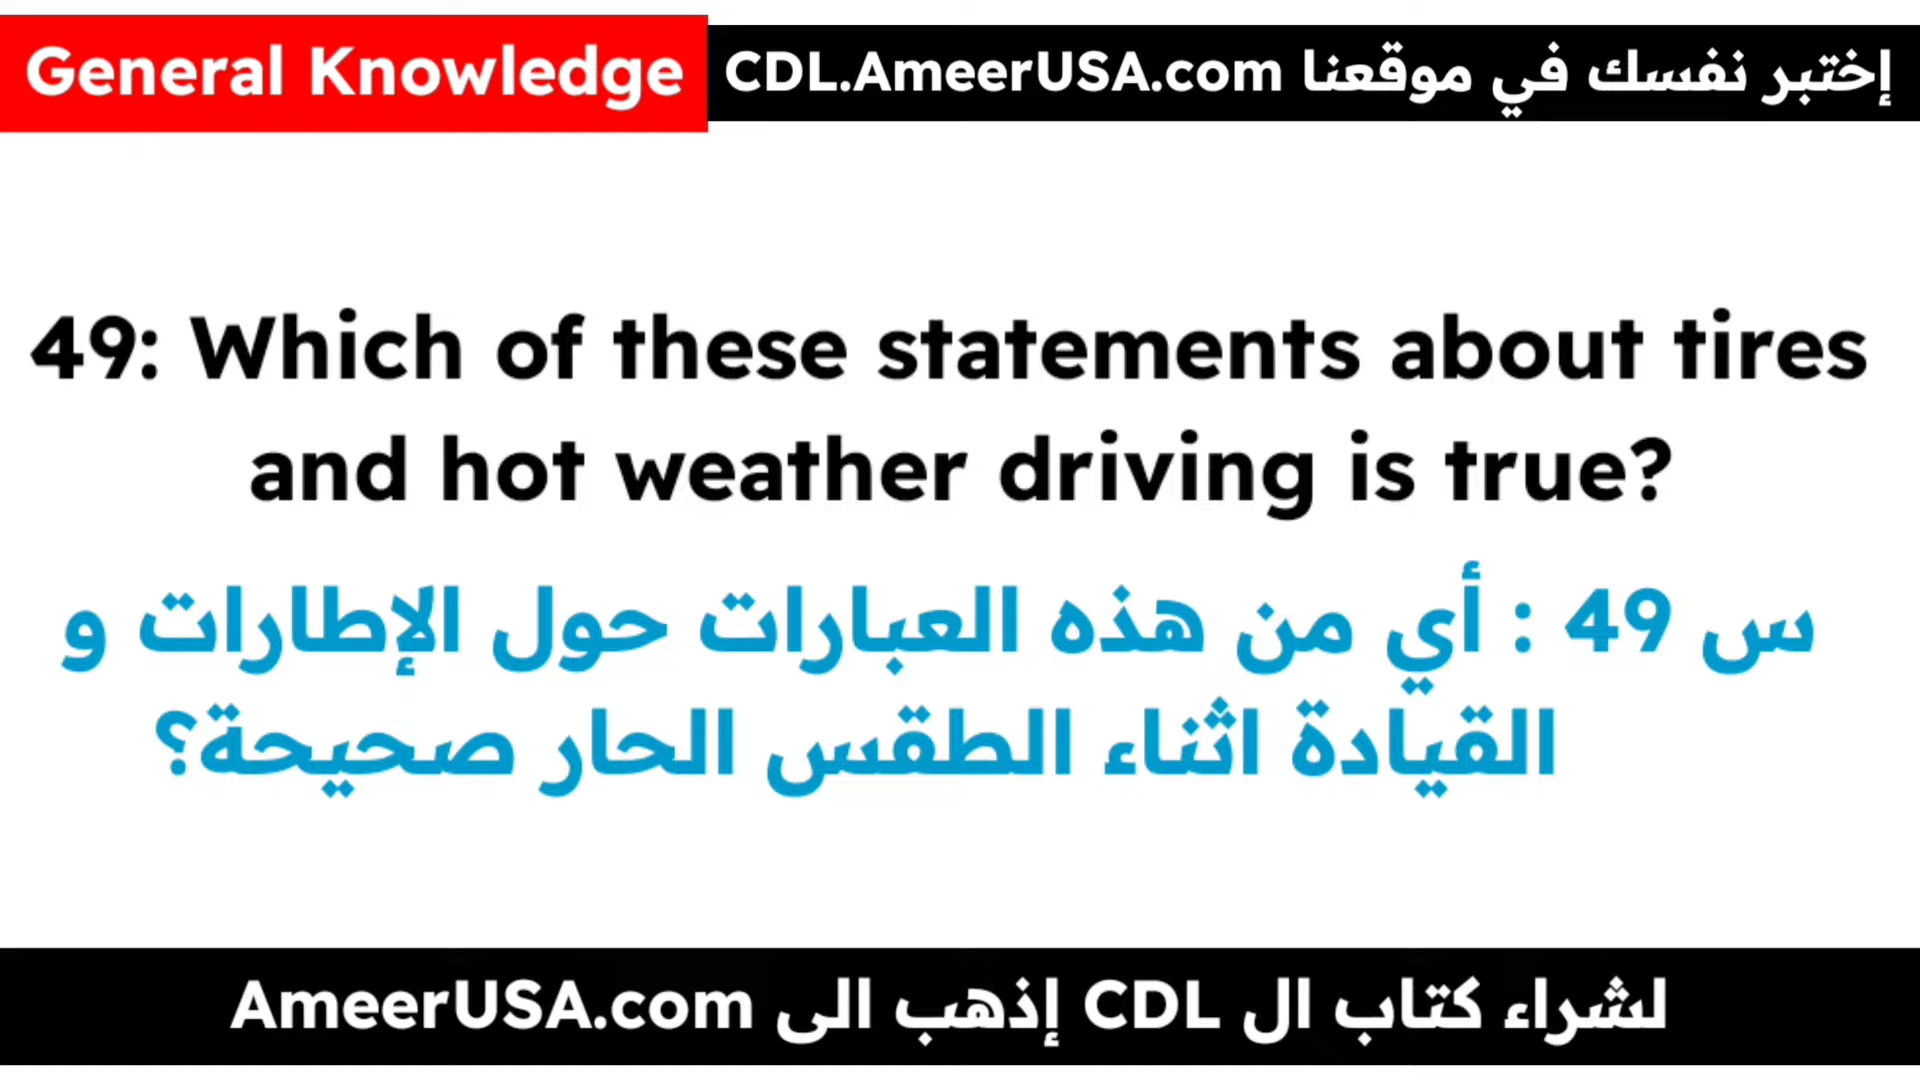 General Knowledge
إختبر نفسك في موقعنا CDL.AmeerUSA.com
49: Which of these statements about tires
and hot weather driving is true?
س 49 : أي من هذه العبارات حول الإطارات و
القيادة اثناء الطقس الحار صحيحة؟
لشراء كتاب ال CDL إذهب الى AmeerUSA.com